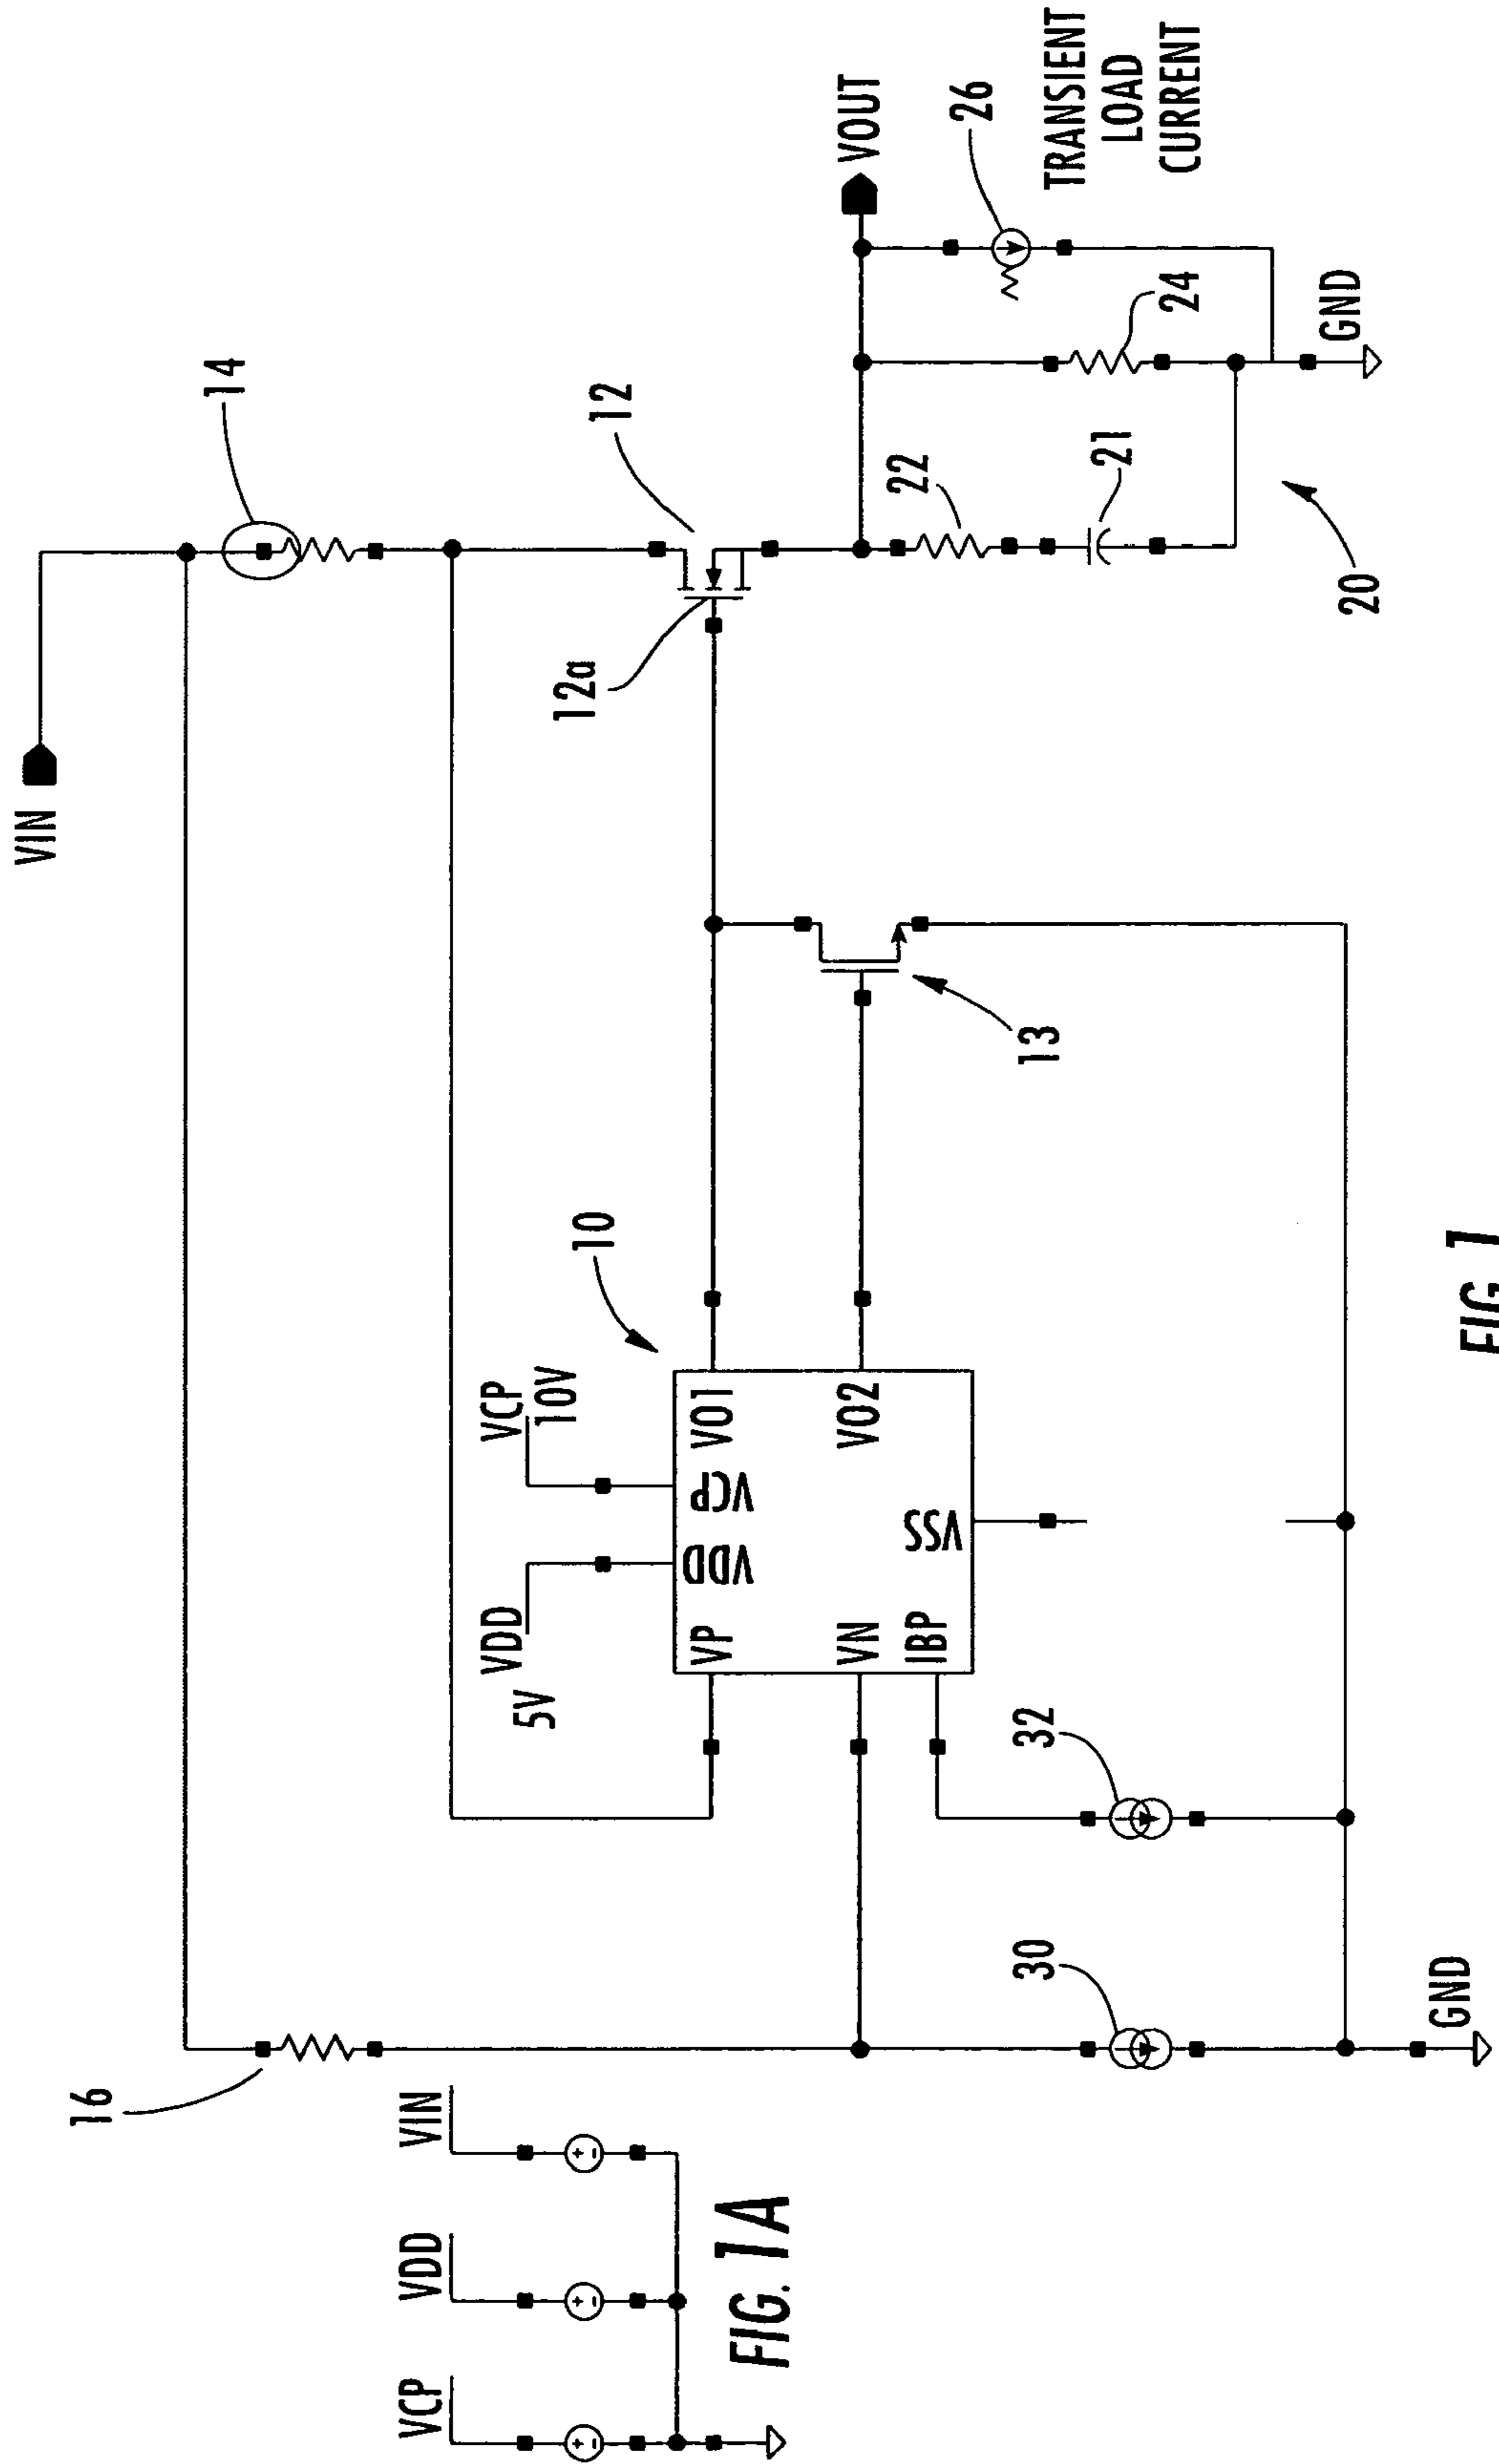 VIN
14
12
12a
VOUT
26
TRANSIENT
LOAD
CURRENT
24
GND
22
21
20
13
10
VCP
10V
VDD
5V
VP
VDD
VCP
VO1
VN
VO2
IBP
VSS
32
30
GND
16
FIG. 1
VCP
VDD
VIN
FIG. 1A